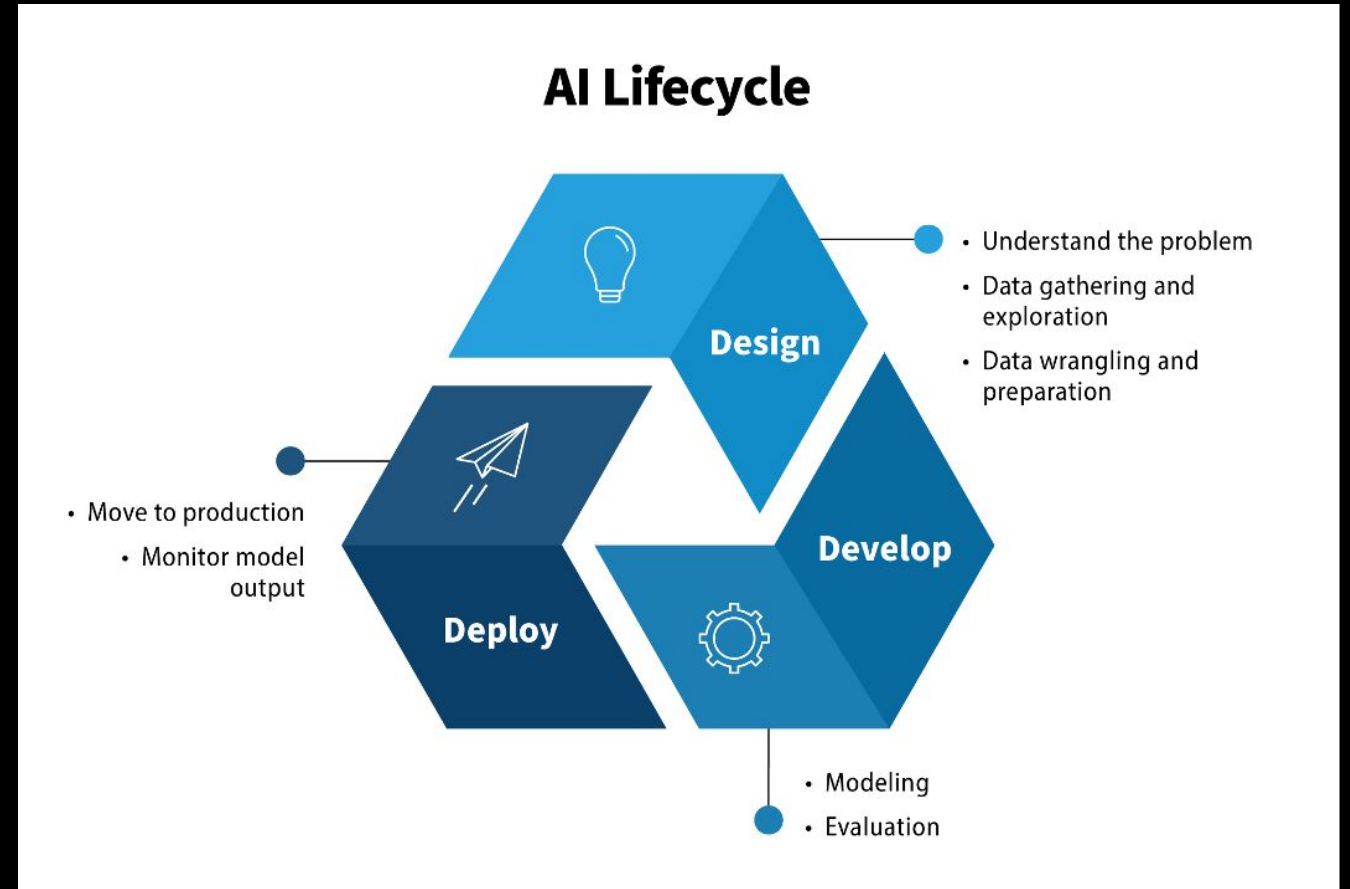 AI Lifecycle
Design
• Understand the problem
• Data gathering and
exploration
• Data wrangling and
preparation
Develop
• Modeling
• Evaluation
Deploy
• Move to production
• Monitor model
output